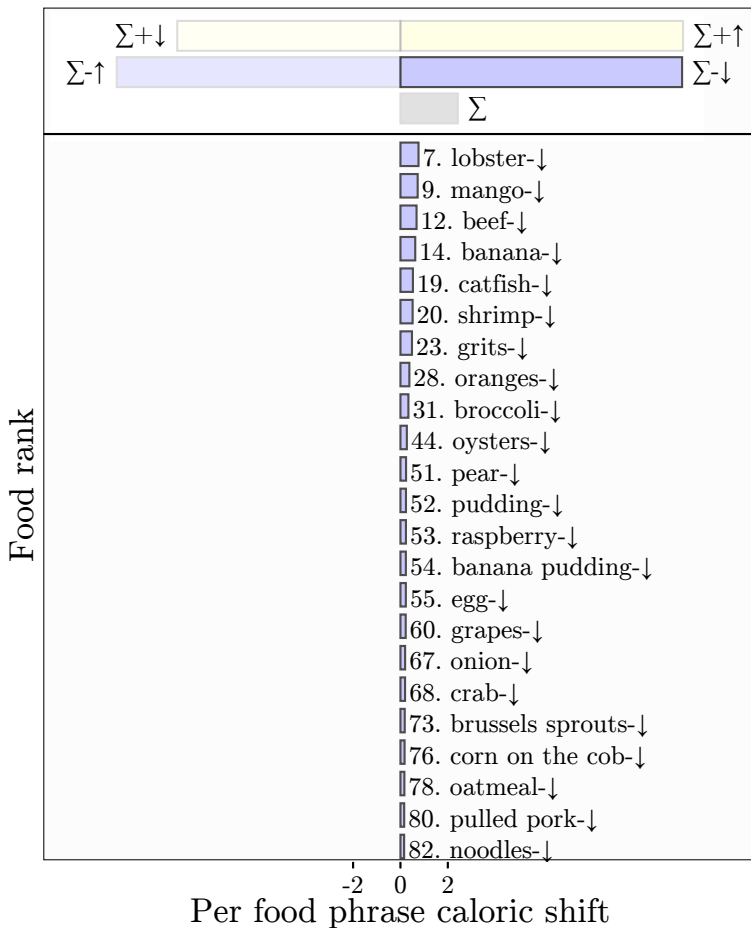 ∑+↓ ∑+↑
∑-↑ ∑-↓
∑
7. lobster-↓
9. mango-↓
12. beef-↓
14. banana-↓
19. catfish-↓
20. shrimp-↓
23. grits-↓
28. oranges-↓
31. broccoli-↓
44. oysters-↓
51. pear-↓
52. pudding-↓
53. raspberry-↓
54. banana pudding-↓
55. egg-↓
60. grapes-↓
67. onion-↓
68. crab-↓
73. brussels sprouts-↓
76. corn on the cob-↓
78. oatmeal-↓
80. pulled pork-↓
82. noodles-↓
Food rank
-2 0 2
Per food phrase caloric shift